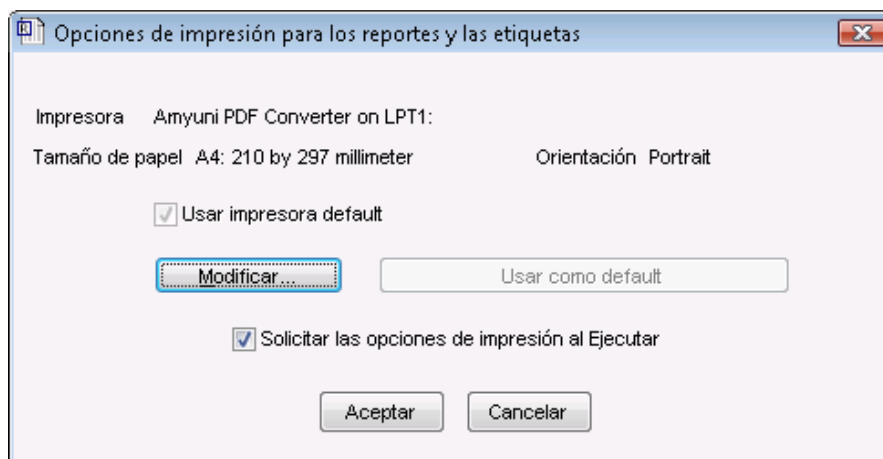 Opciones de impresión para los reportes y las etiquetas
Impresora Amyuni PDF Converter on LPT1:
Tamaño de papel A4: 210 by 297 millimeter Orientación Portrait
Usar impresora default
Modificar... Usar como default
Solicitar las opciones de impresión al Ejecutar
Aceptar Cancelar